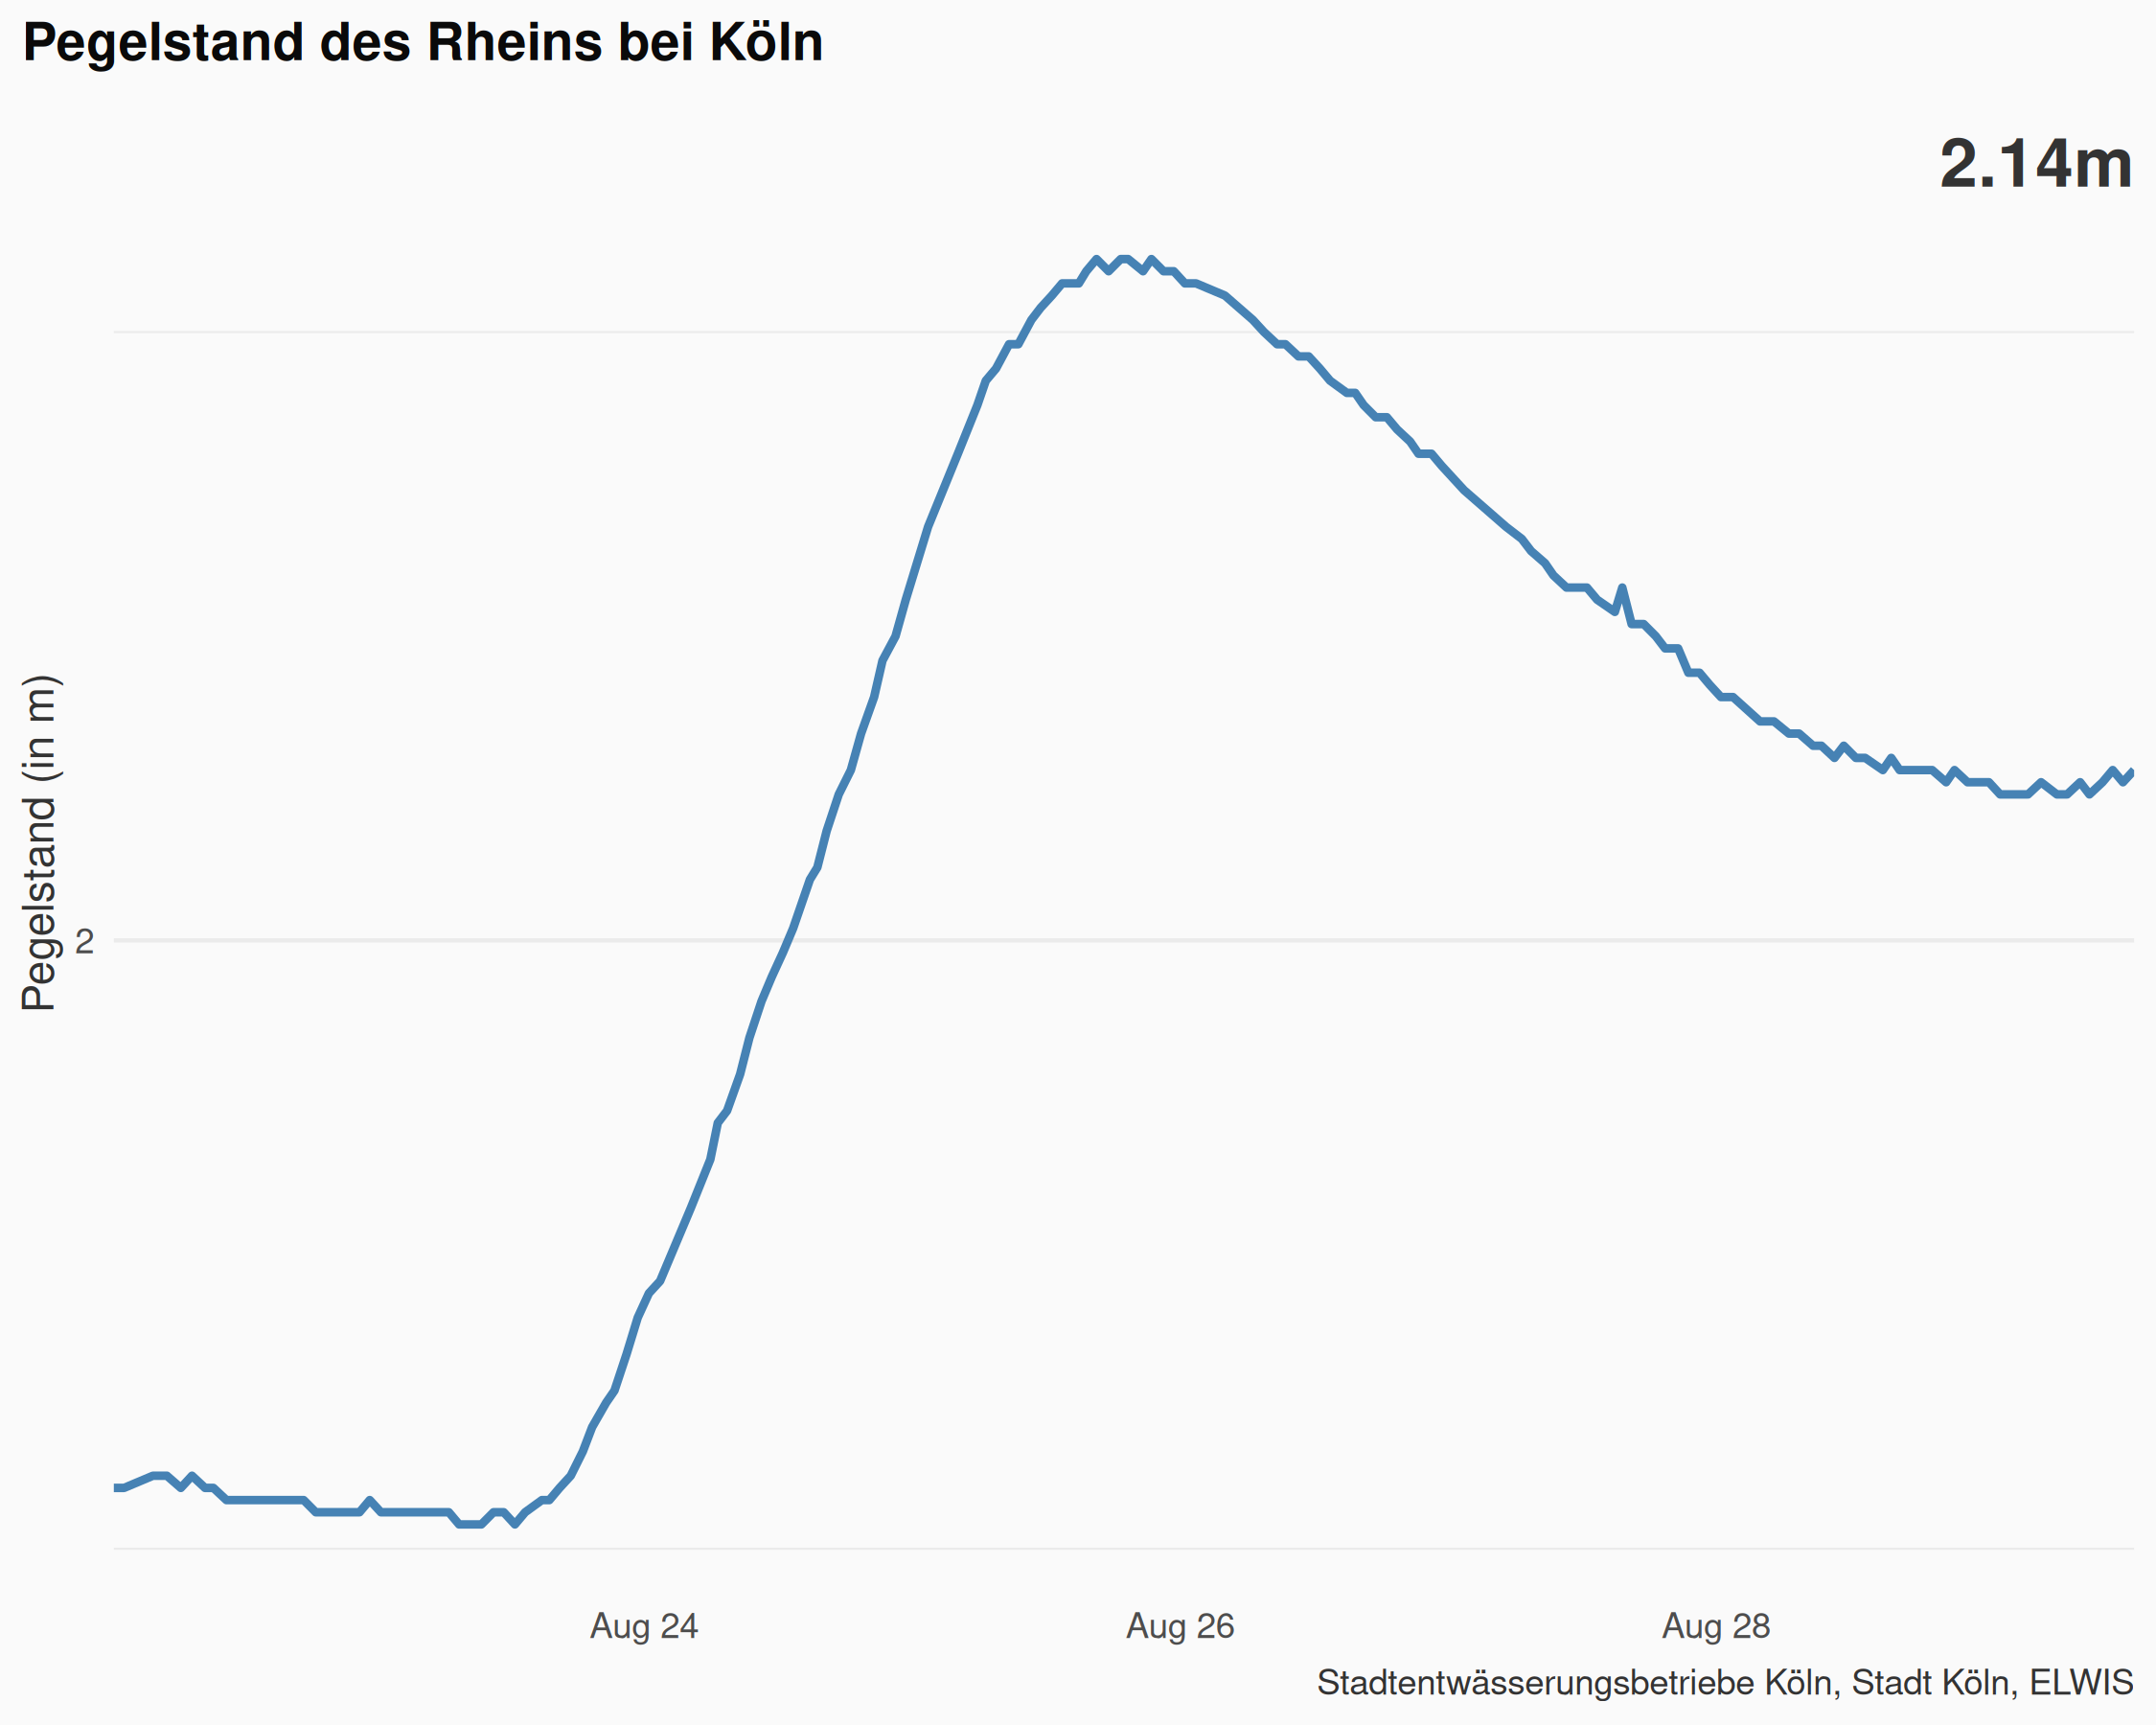 Pegelstand des Rheins bei Köln
2.14m
Pegelstand (in m)
2
Aug 24
Aug 26
Aug 28
Stadtentwässerungsbetriebe Köln, Stadt Köln, ELWIS